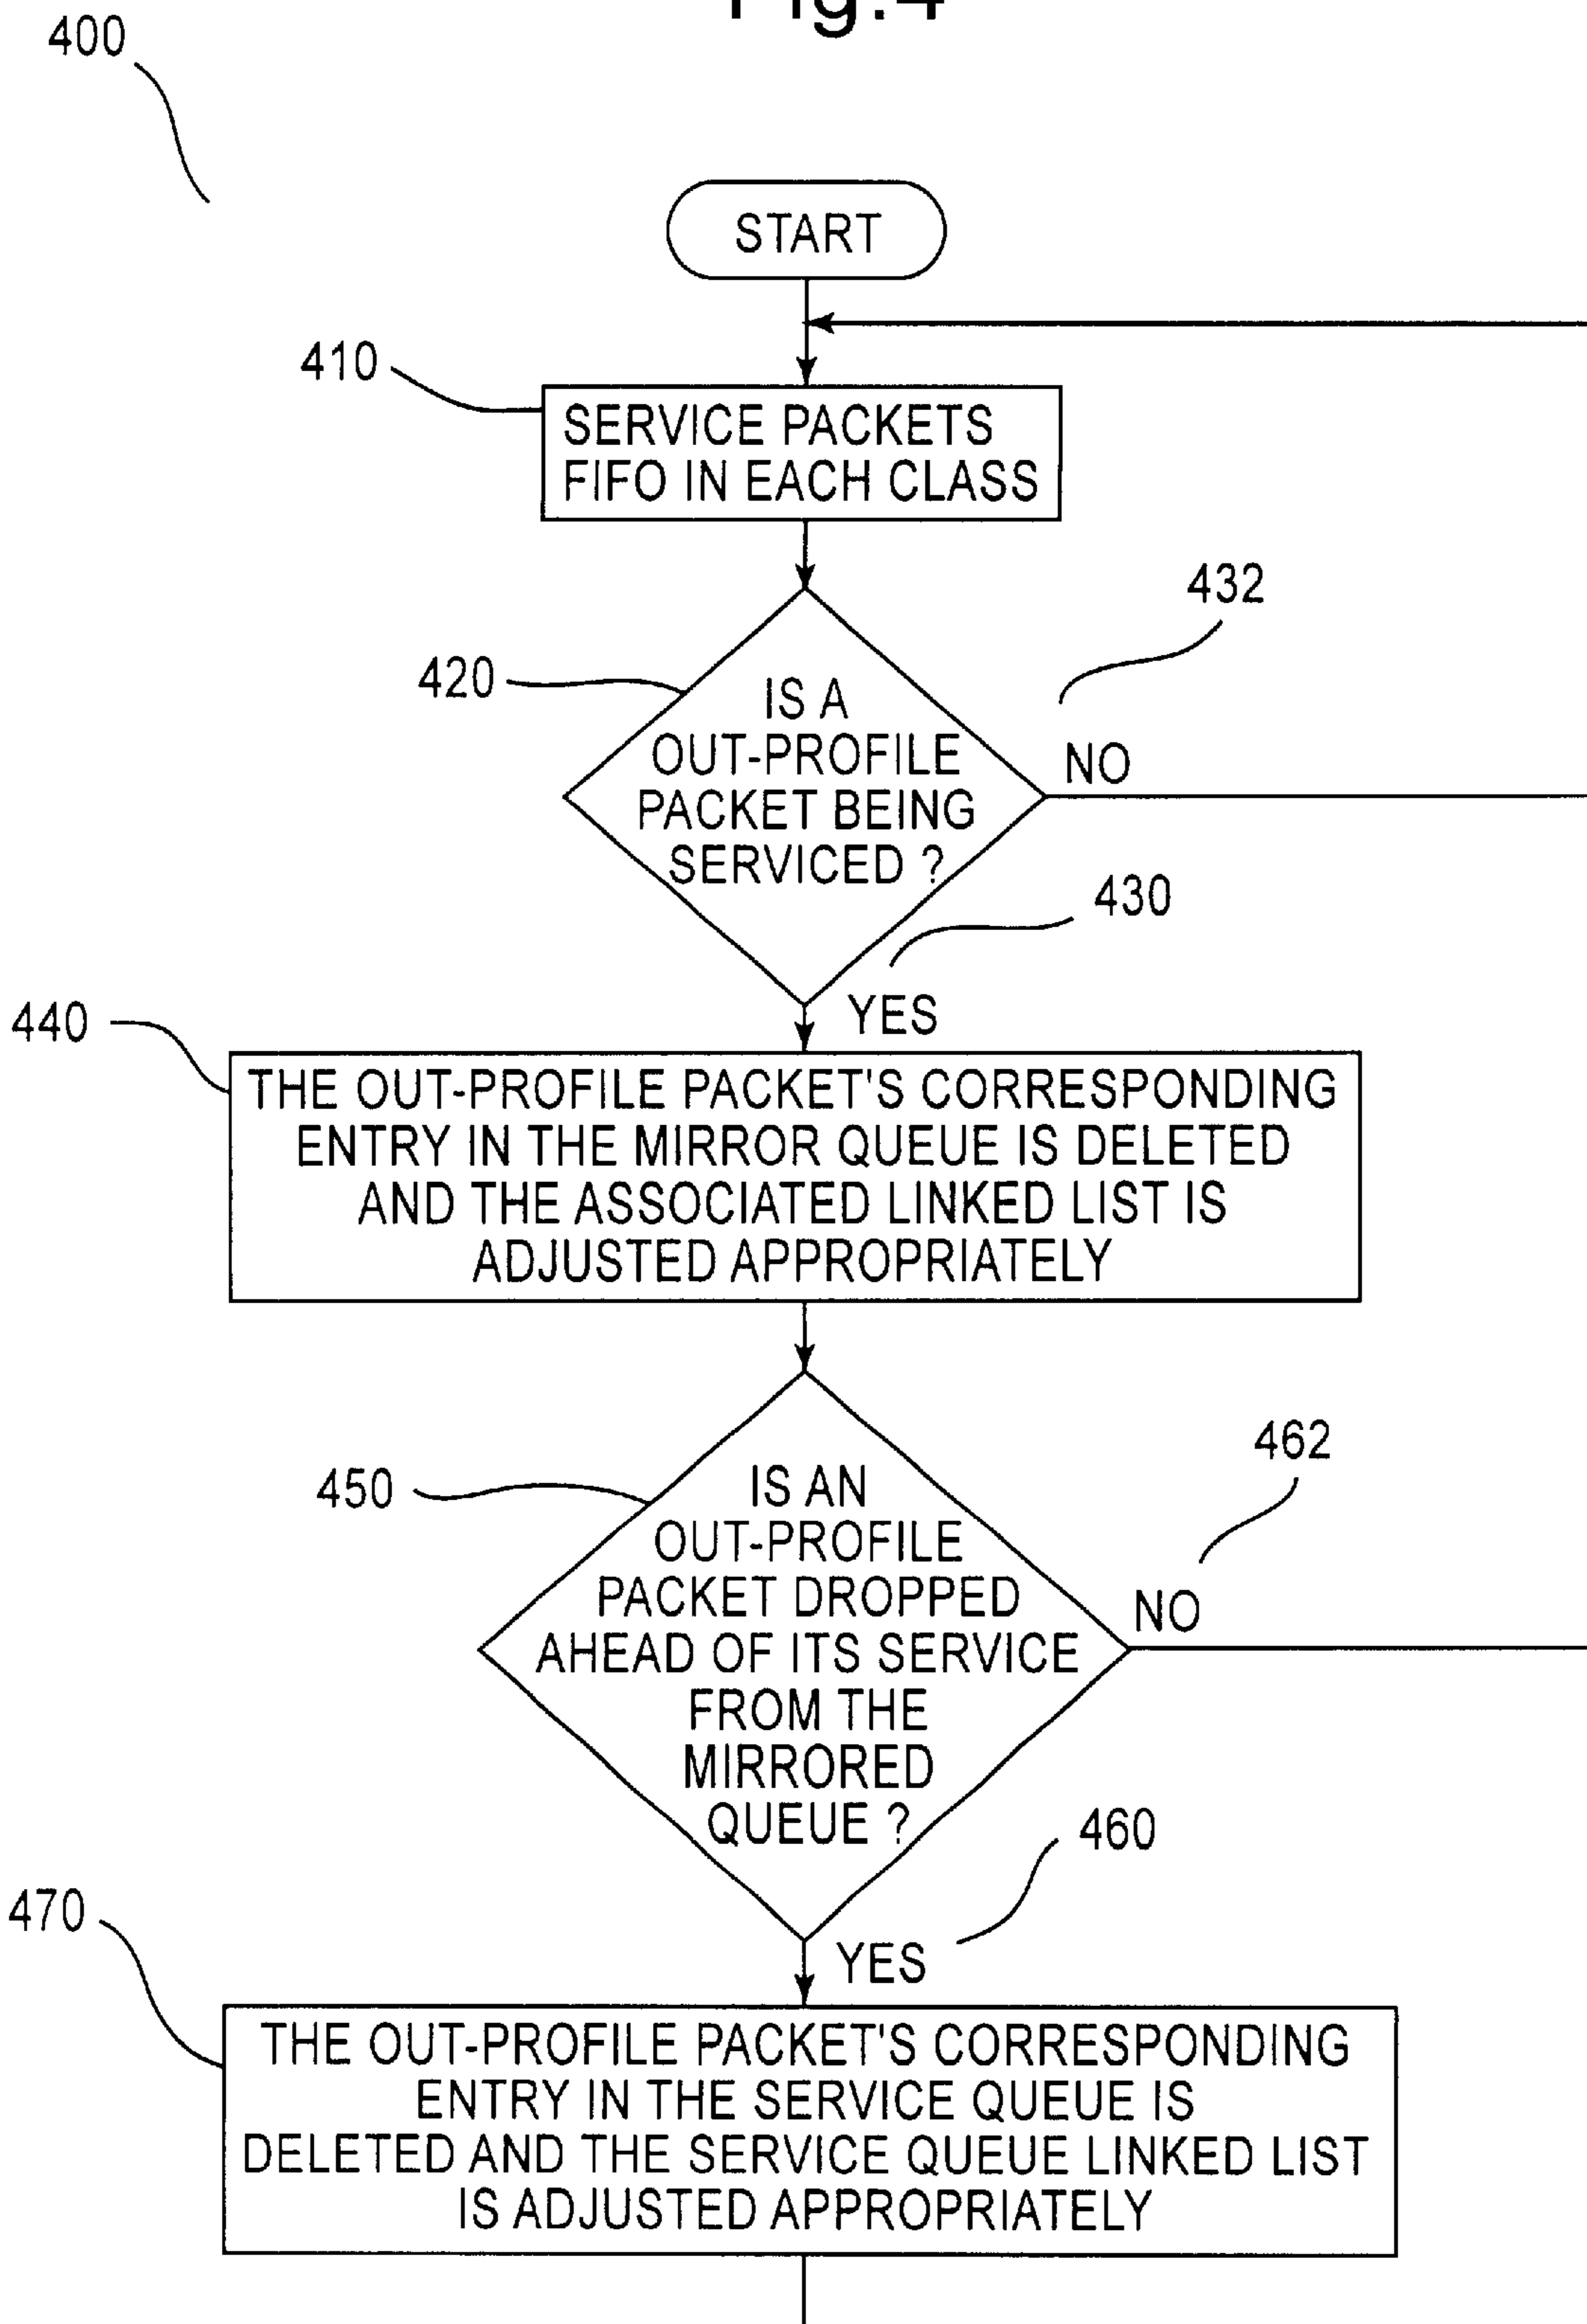 Fig.4
400
START
410
SERVICE PACKETS
FIFO IN EACH CLASS
432
420
IS A
OUT-PROFILE
PACKET BEING
SERVICED ?
NO
430
YES
440
THE OUT-PROFILE PACKET'S CORRESPONDING
ENTRY IN THE MIRROR QUEUE IS DELETED
AND THE ASSOCIATED LINKED LIST IS
ADJUSTED APPROPRIATELY
462
450
IS AN
OUT-PROFILE
PACKET DROPPED
AHEAD OF ITS SERVICE
FROM THE
MIRRORED
QUEUE ?
NO
460
YES
470
THE OUT-PROFILE PACKET'S CORRESPONDING
ENTRY IN THE SERVICE QUEUE IS
DELETED AND THE SERVICE QUEUE LINKED LIST
IS ADJUSTED APPROPRIATELY